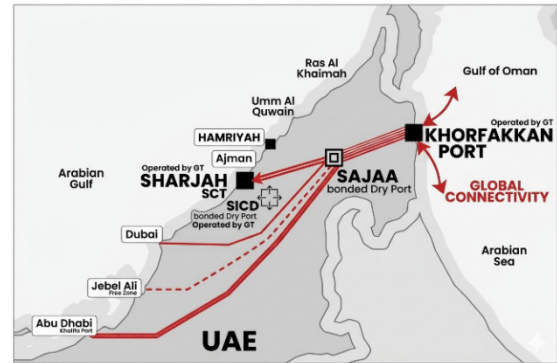 Ras Al
Khaimah
Gulf of Oman
Umm Al
Quwain
Operated by GT
KHORFAKKAN
PORT
HAMRIYAH
Ajman
Operated by GT
SHARJAH
SCT
SAJAA
bonded Dry Port
GLOBAL
CONNECTIVITY
Arabian
Gulf
SICD
bonded Dry Port
Operated by GT
Dubai
Arabian
Sea
Jebel Ali
Free Zone
Abu Dhabi
Khalifa Port
UAE